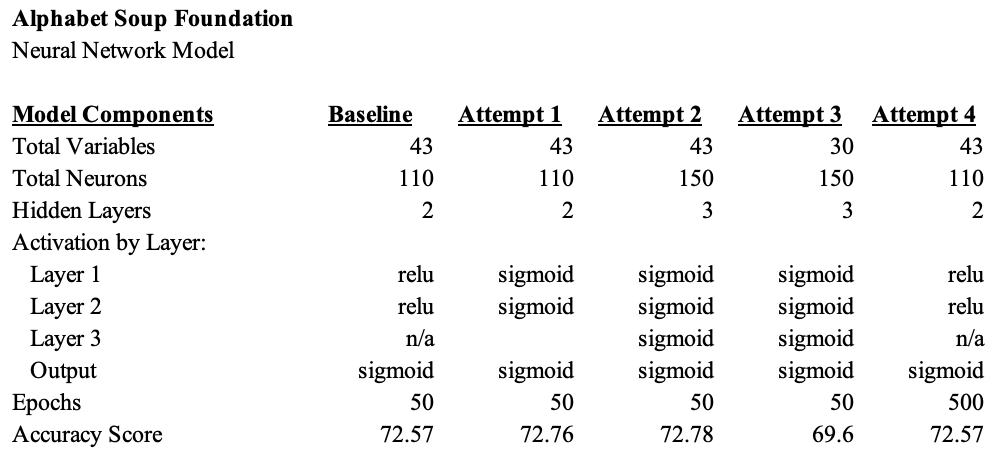 Alphabet Soup Foundation
Neural Network Model
Model Components Baseline Attempt 1 Attempt 2 Attempt 3 Attempt 4
Total Variables 43 43 43 30 43
Total Neurons 110 110 150 150 110
Hidden Layers 2 2 3 3 2
Activation by Layer:
Layer 1 relu sigmoid sigmoid sigmoid relu
Layer 2 relu sigmoid sigmoid sigmoid relu
Layer 3 n/a sigmoid sigmoid n/a
Output sigmoid sigmoid sigmoid sigmoid sigmoid
Epochs 50 50 50 50 500
Accuracy Score 72.57 72.76 72.78 69.6 72.57